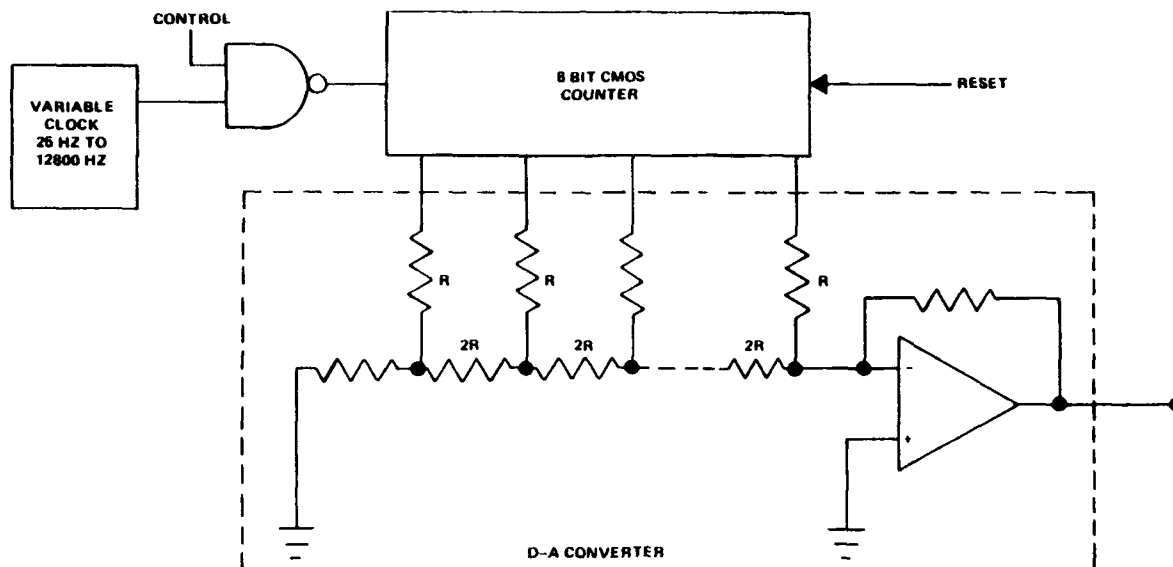 CONTROL
VARIABLE
CLOCK
25 HZ TO
12800 HZ
8 BIT CMOS
COUNTER
RESET
R
R
R
2R
2R
2R
-
+
D-A CONVERTER